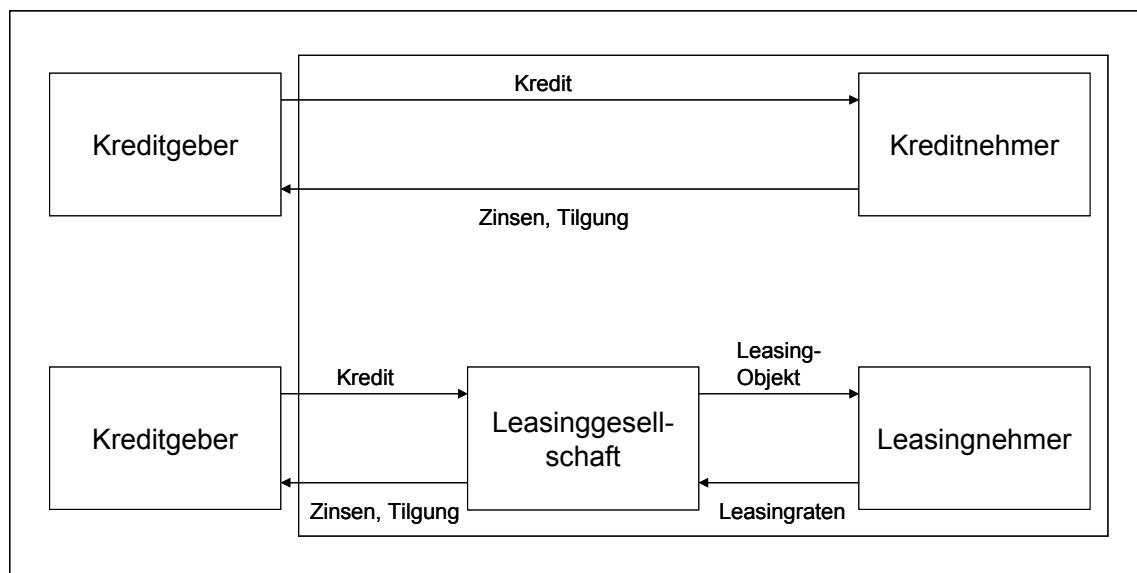 Kredit
Kreditgeber
Kreditnehmer
Zinsen, Tilgung
Leasing-
Objekt
Kredit
Kreditgeber
Leasinggesell-
schaft
Leasingnehmer
Zinsen, Tilgung
Leasingraten